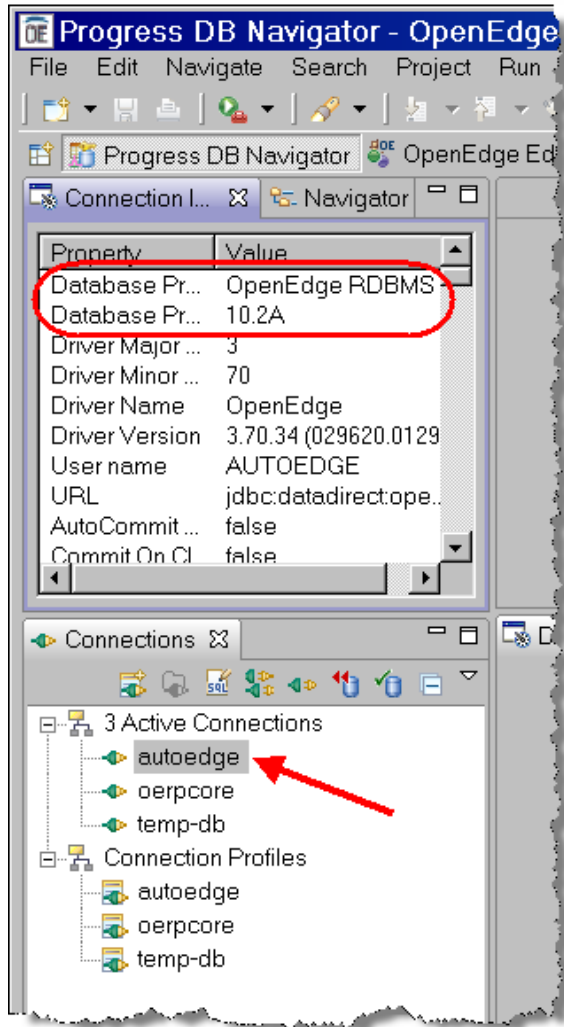 Progress DB Navigator - OpenEdge
File Edit Navigate Search Project Run
Progress DB Navigator OpenEdge Ed
Connection I... Navigator
Property Value
Database Pr... OpenEdge RDBMS
Database Pr... 10.2A
Driver Major ... 3
Driver Minor ... 70
Driver Name OpenEdge
Driver Version 3.70.34 (029620.0129
User name AUTOEDGE
URL jdbc:datadirect:ope..
AutoCommit ... false
Commit On Cl false
Connections
3 Active Connections
autoedge
oerpcore
temp-db
Connection Profiles
autoedge
oerpcore
temp-db